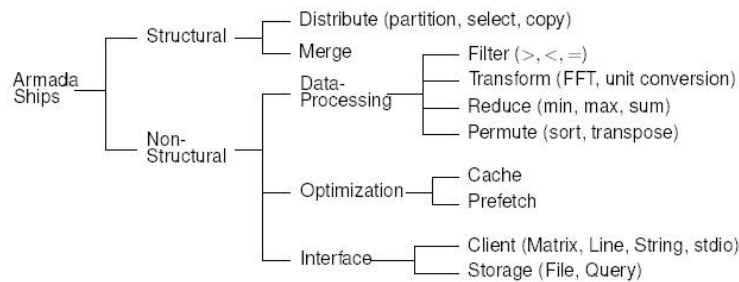 Armada
Ships
Structural
Distribute (partition, select, copy)
Merge
Non-
Structural
Data-
Processing
Filter (>, <, =)
Transform (FFT, unit conversion)
Reduce (min, max, sum)
Permute (sort, transpose)
Optimization
Cache
Prefetch
Interface
Client (Matrix, Line, String, stdio)
Storage (File, Query)